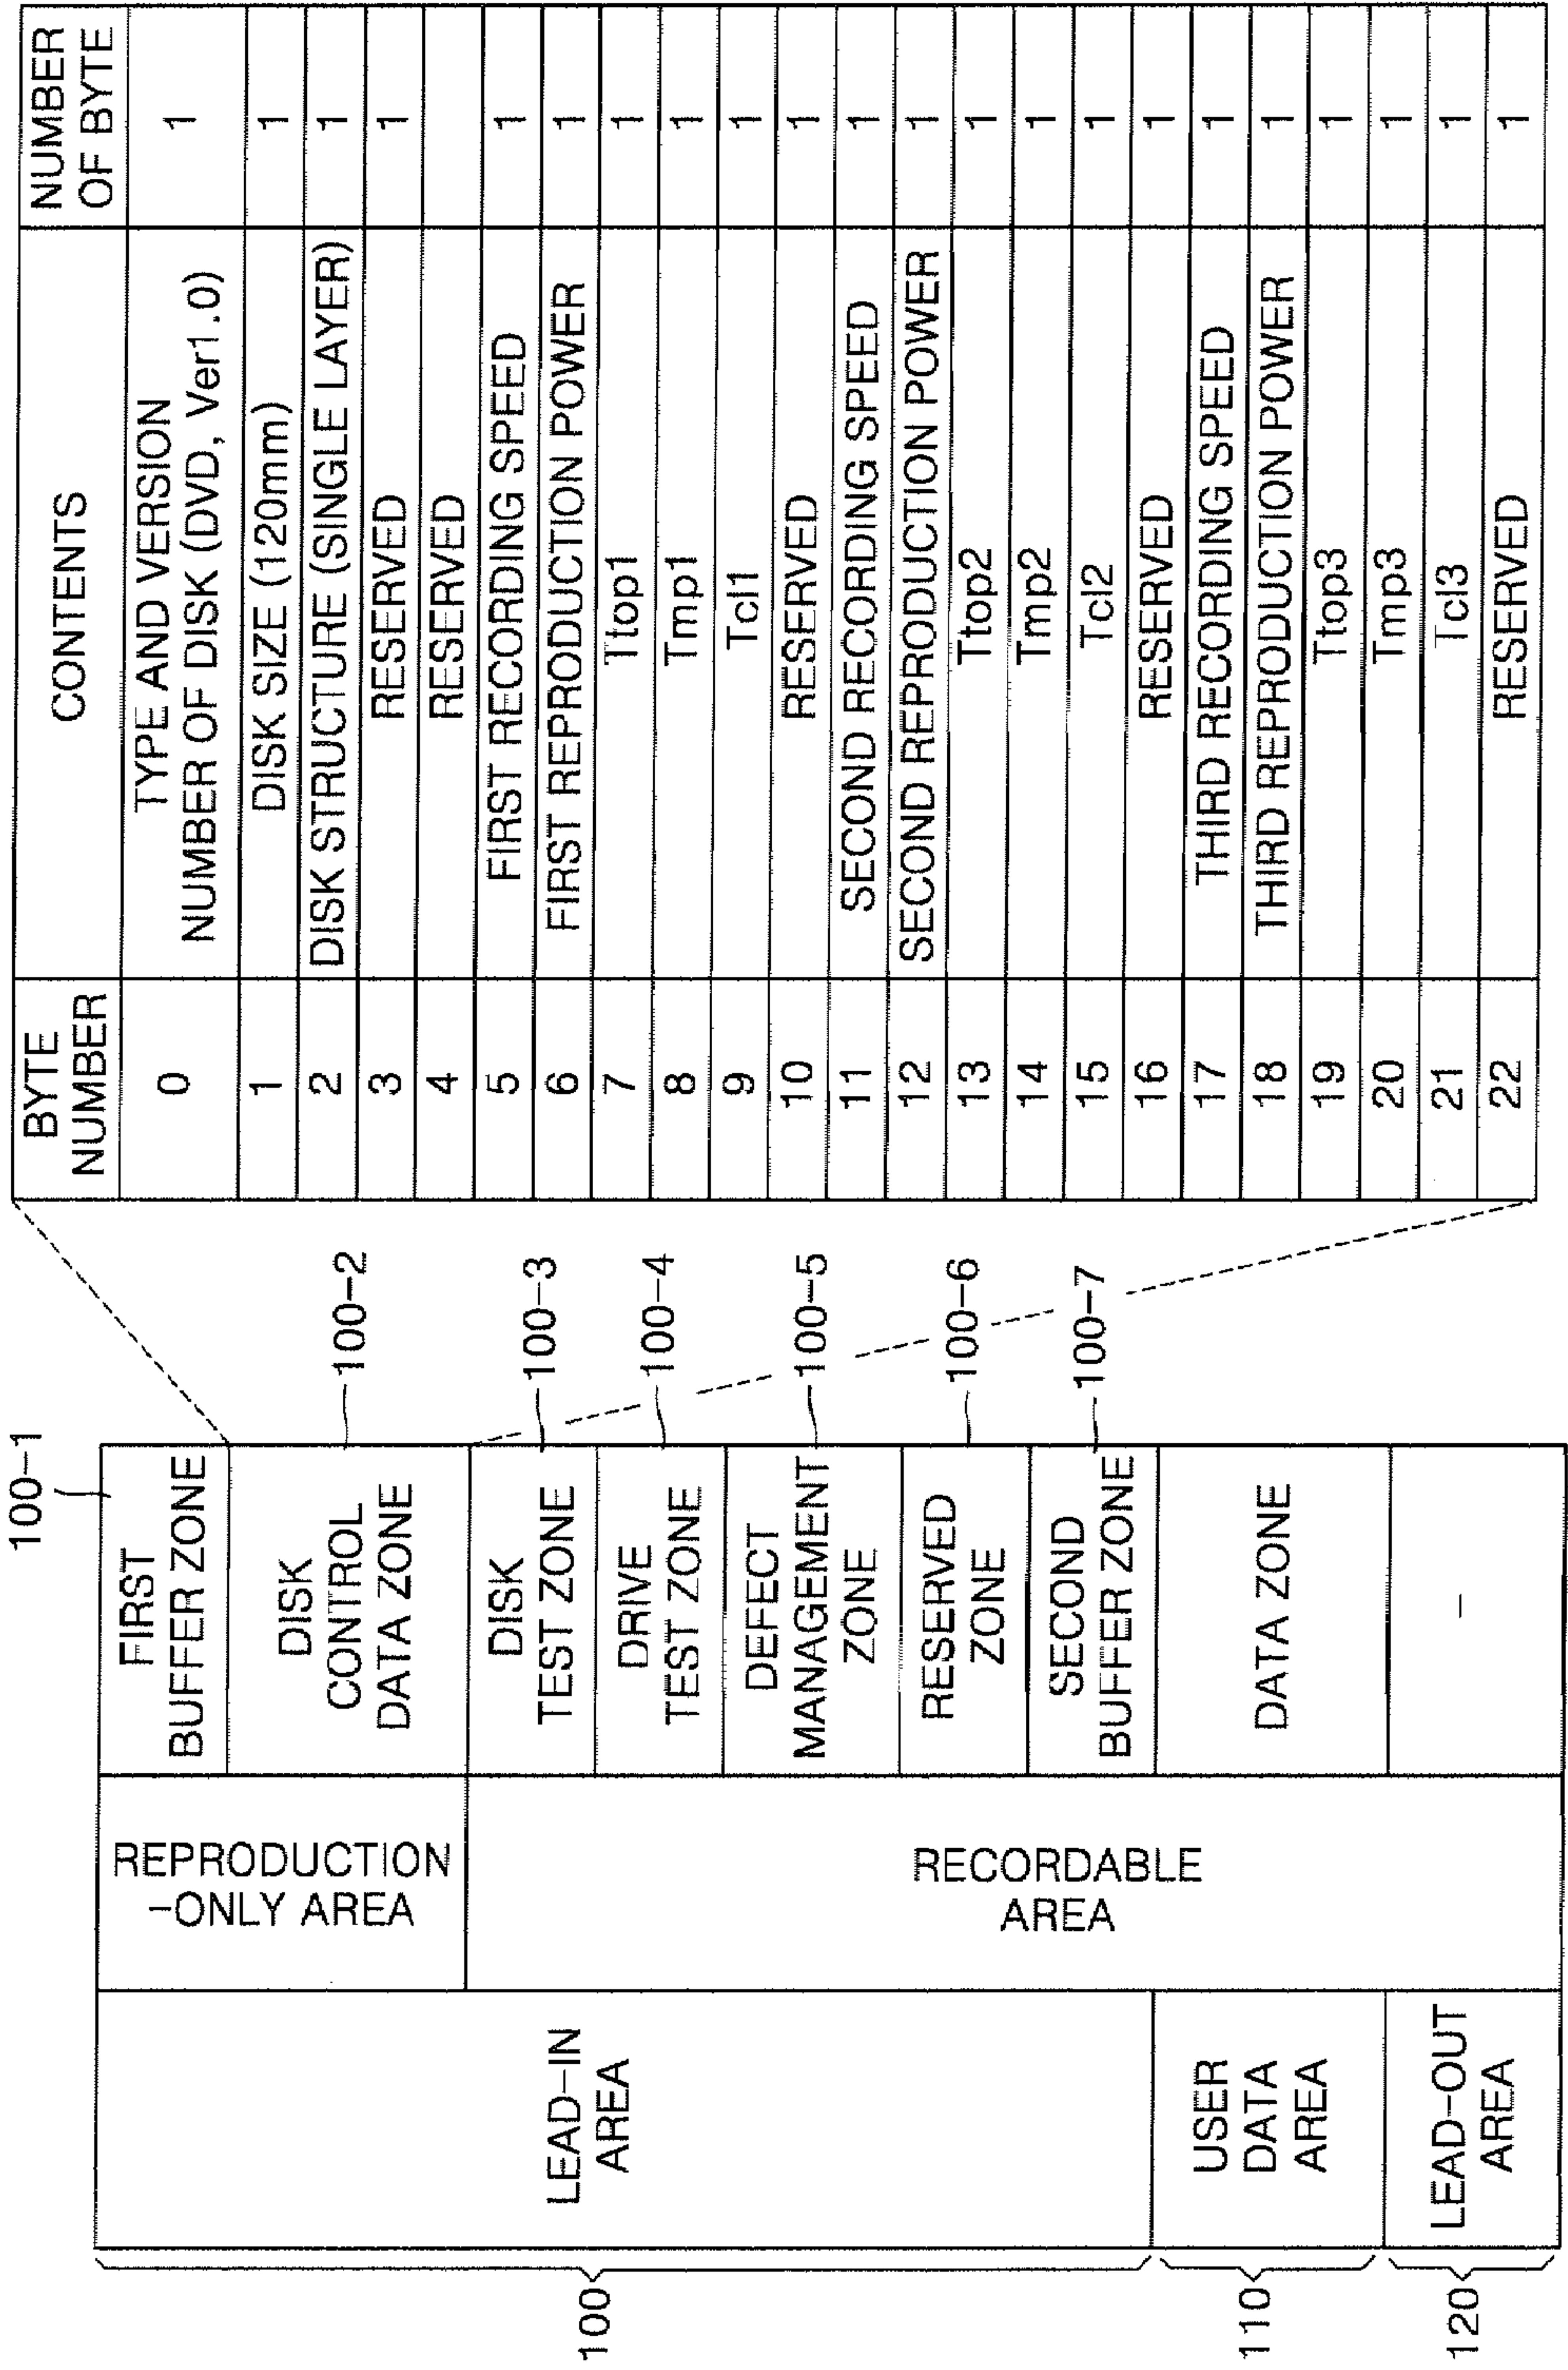 100
110
120
LEAD-IN
AREA
USER
DATA
AREA
LEAD-OUT
AREA
REPRODUCTION
-ONLY AREA
RECORDABLE
AREA
100-1
FIRST
BUFFER ZONE
DISK
CONTROL
DATA ZONE
100-2
DISK
TEST ZONE
100-3
DRIVE
TEST ZONE
100-4
DEFECT
MANAGEMENT
ZONE
100-5
RESERVED
ZONE
100-6
SECOND
BUFFER ZONE
100-7
DATA ZONE
-
BYTE
NUMBER
CONTENTS
NUMBER
OF BYTE
0
TYPE AND VERSION
NUMBER OF DISK (DVD, Ver1.0)
1
1 DISK SIZE (120mm) 1
2 DISK STRUCTURE (SINGLE LAYER) 1
3 RESERVED 1
4 RESERVED
5 FIRST RECORDING SPEED 1
6 FIRST REPRODUCTION POWER 1
7 Ttop1 1
8 Tmp1 1
9 Tcl1 1
10 RESERVED 1
11 SECOND RECORDING SPEED 1
12 SECOND REPRODUCTION POWER 1
13 Ttop2 1
14 Tmp2 1
15 Tcl2 1
16 RESERVED 1
17 THIRD RECORDING SPEED 1
18 THIRD REPRODUCTION POWER 1
19 Ttop3 1
20 Tmp3 1
21 Tcl3 1
22 RESERVED 1